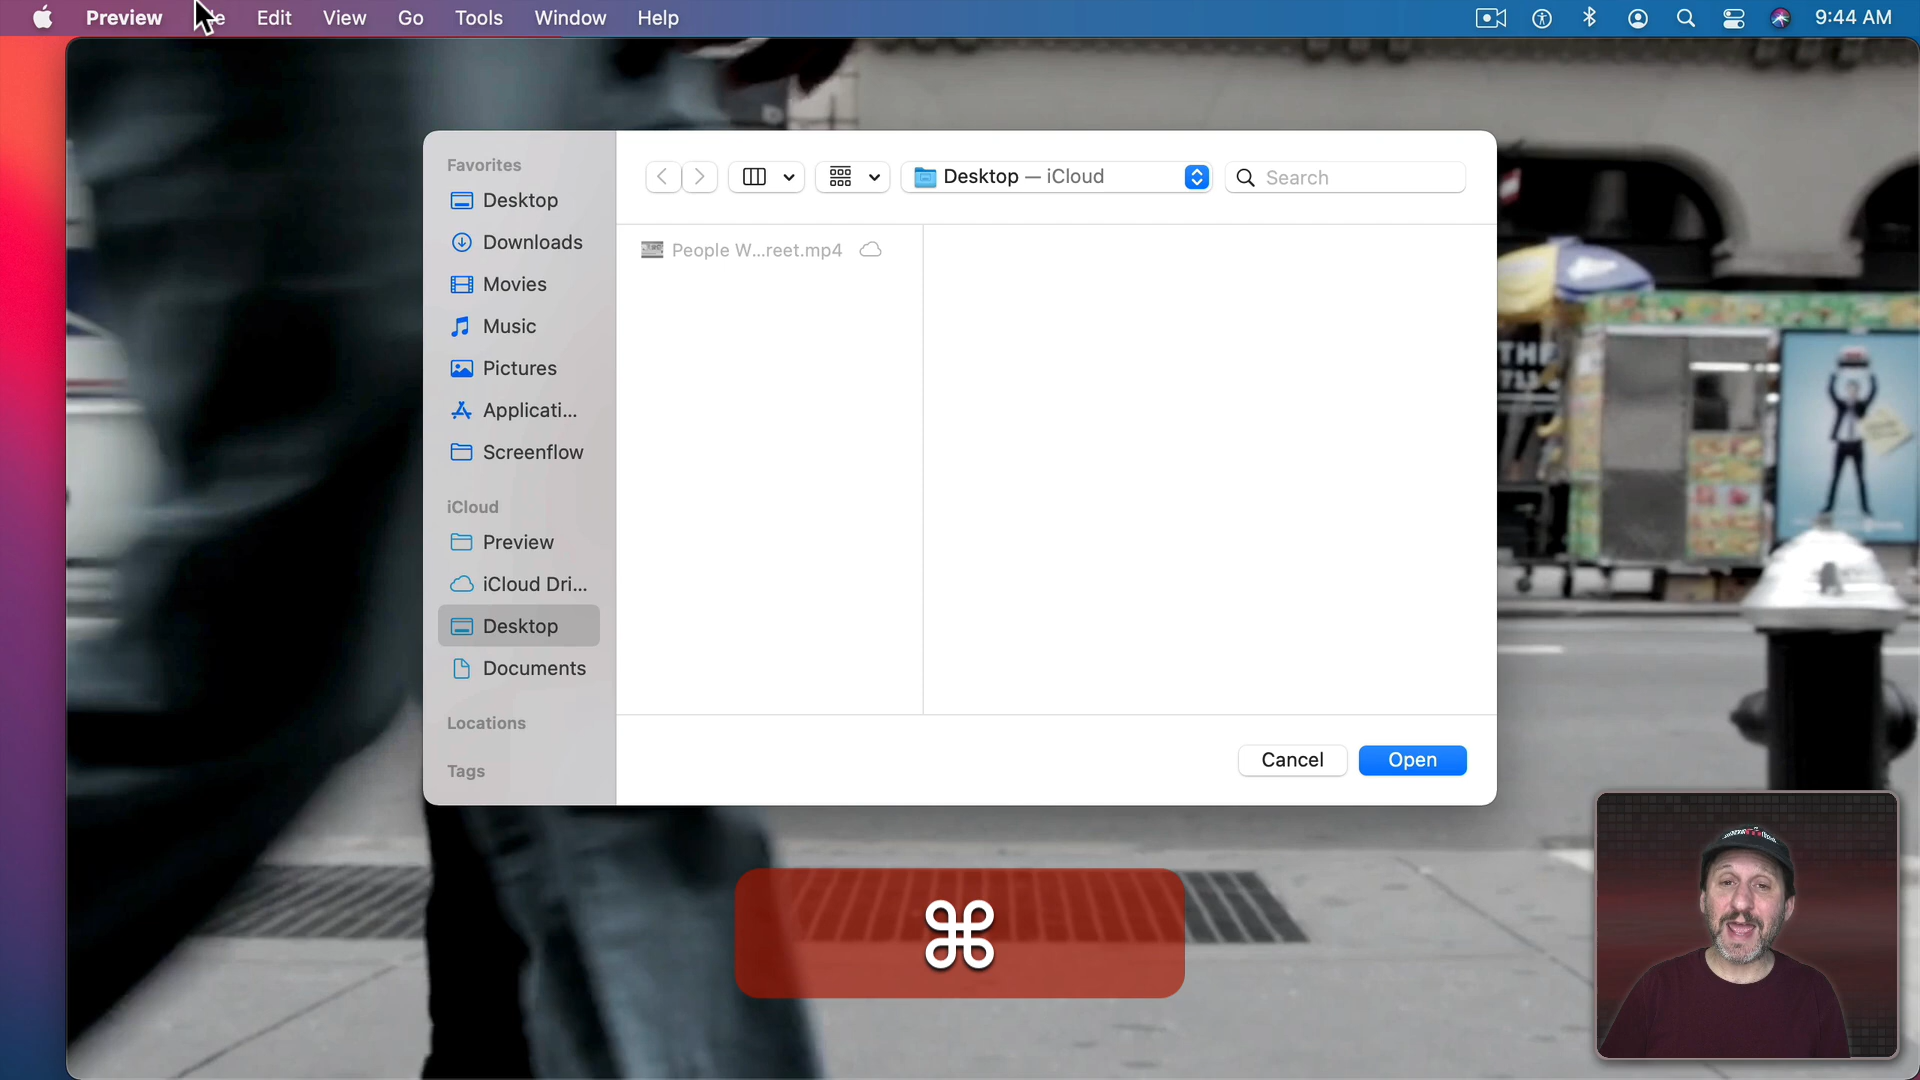 Preview Edit View Go Tools Window Help 9:44 AM
Favorites
Desktop
Downloads
Movies
Music
Pictures
Applicati...
Screenflow
iCloud
Preview
iCloud Dri...
Desktop
Documents
Locations
Tags
Desktop — iCloud
Search
People W...reet.mp4
Cancel Open
⌘
THE